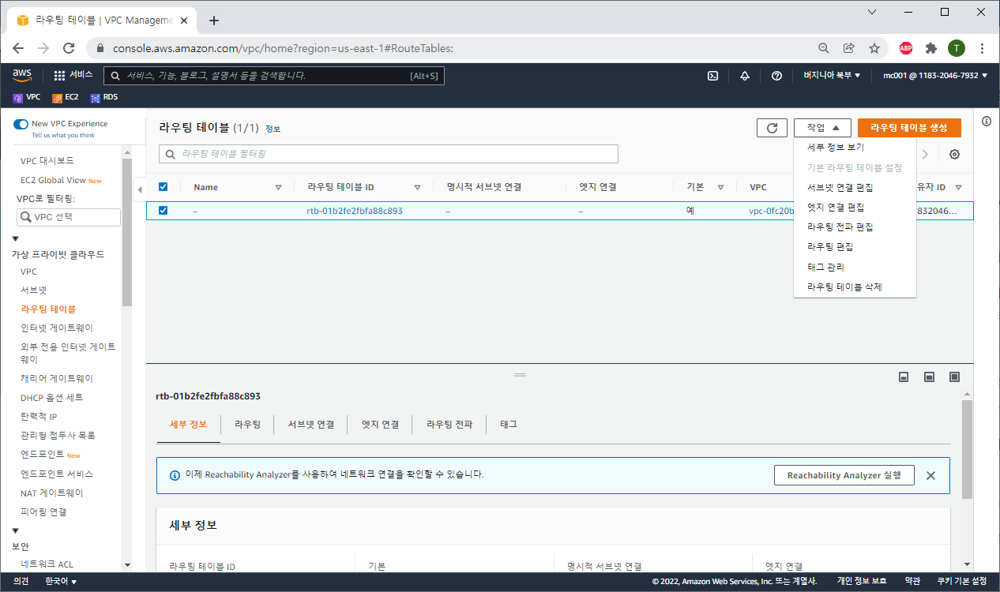 라우팅 테이블 | VPC Manageme
console.aws.amazon.com/vpc/home?region=us-east-1#RouteTables:
ABP
T
aws
서비스
서비스, 기능, 블로그, 설명서 등을 검색합니다.
[Alt+S]
버지니아 북부
mc001 @ 1183-2046-7932
VPC
EC2
RDS
New VPC Experience
Tell us what you think
VPC 대시보드
EC2 Global View New
VPC로 필터링:
VPC 선택
가상 프라이빗 클라우드
VPC
서브넷
라우팅 테이블
인터넷 게이트웨이
외부 전용 인터넷 게이트
웨이
캐리어 게이트웨이
DHCP 옵션 세트
탄력적 IP
관리형 접두사 목록
엔드포인트 New
엔드포인트 서비스
NAT 게이트웨이
피어링 연결
보안
네트워크 ACL
라우팅 테이블 (1/1) 정보
작업
라우팅 테이블 생성
라우팅 테이블 필터링
세부 정보 보기
기본 라우팅 테이블 설정
서브넷 연결 편집
엣지 연결 편집
라우팅 전파 편집
라우팅 편집
태그 관리
라우팅 테이블 삭제
Name
라우팅 테이블 ID
명시적 서브넷 연결
엣지 연결
기본
VPC
유자 ID
–
rtb-01b2fe2fbfa88c893
–
–
예
vpc-0fc20b
832046...
rtb-01b2fe2fbfa88c893
세부 정보
라우팅
서브넷 연결
엣지 연결
라우팅 전파
태그
이제 Reachability Analyzer를 사용하여 네트워크 연결을 확인할 수 있습니다.
Reachability Analyzer 실행
세부 정보
라우팅 테이블 ID
기본
명시적 서브넷 연결
엣지 연결
의견
한국어
© 2022, Amazon Web Services, Inc. 또는 계열사.
개인 정보 보호
약관
쿠키 기본 설정